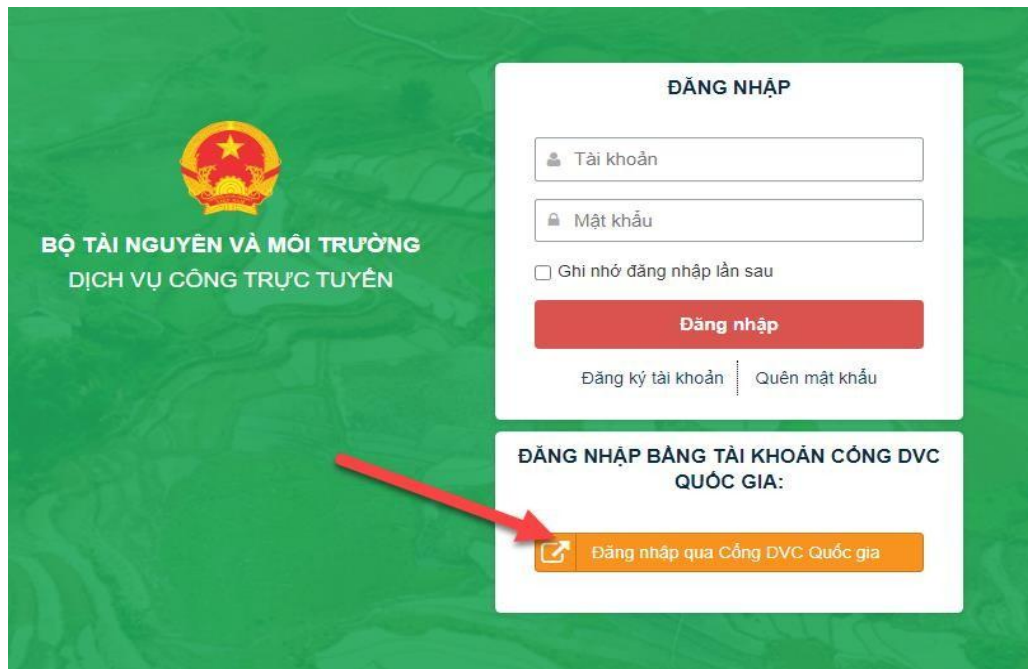 BỘ TÀI NGUYÊN VÀ MÔI TRƯỜNG
DỊCH VỤ CÔNG TRỰC TUYẾN
ĐĂNG NHẬP
Tài khoản
Mật khẩu
Ghi nhớ đăng nhập lần sau
Đăng nhập
Đăng ký tài khoản
Quên mật khẩu
ĐĂNG NHẬP BẰNG TÀI KHOẢN CỔNG DVC
QUỐC GIA:
Đăng nhập qua Cổng DVC Quốc gia